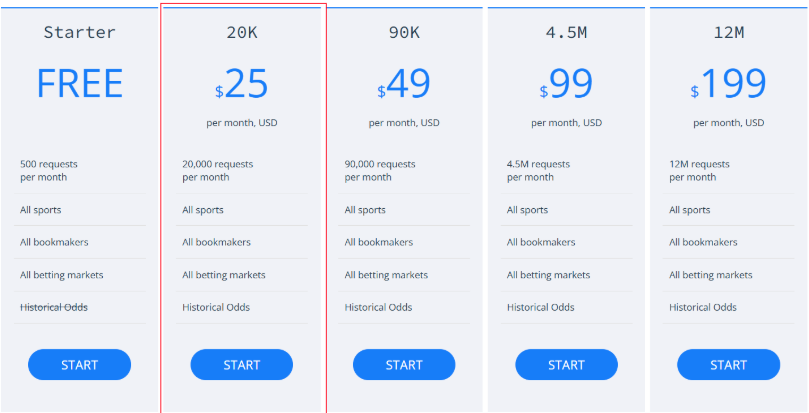 Starter
FREE
500 requests
per month
All sports
All bookmakers
All betting markets
Historical Odds
START
20K
$25
per month, USD
20,000 requests
per month
All sports
All bookmakers
All betting markets
Historical Odds
START
90K
$49
per month, USD
90,000 requests
per month
All sports
All bookmakers
All betting markets
Historical Odds
START
4.5M
$99
per month, USD
4.5M requests
per month
All sports
All bookmakers
All betting markets
Historical Odds
START
12M
$199
per month, USD
12M requests
per month
All sports
All bookmakers
All betting markets
Historical Odds
START